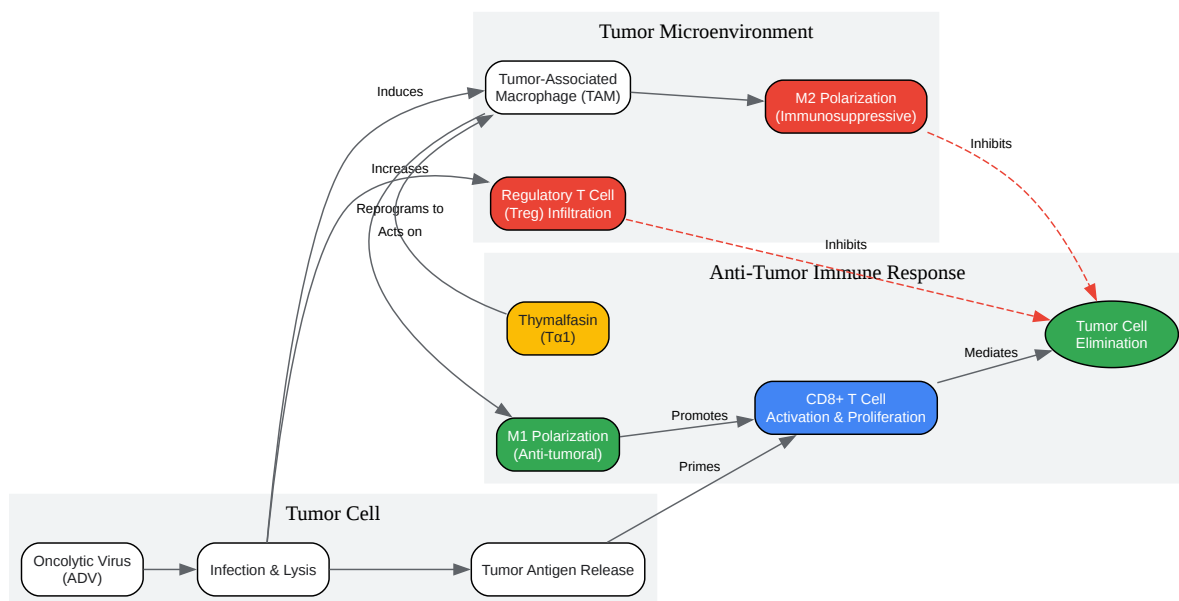 Tumor Microenvironment
Tumor-Associated
Macrophage (TAM)
Induces
M2 Polarization
(Immunosuppressive)
Inhibits
Increases
Regulatory T Cell
(Treg) Infiltration
Reprograms to
Acts on
Inhibits
Anti-Tumor Immune Response
Thymalfasin
(Tα1)
Tumor Cell
Elimination
Mediates
CD8+ T Cell
Activation & Proliferation
Promotes
M1 Polarization
(Anti-tumoral)
Primes
Tumor Cell
Oncolytic Virus
(ADV)
Infection & Lysis
Tumor Antigen Release